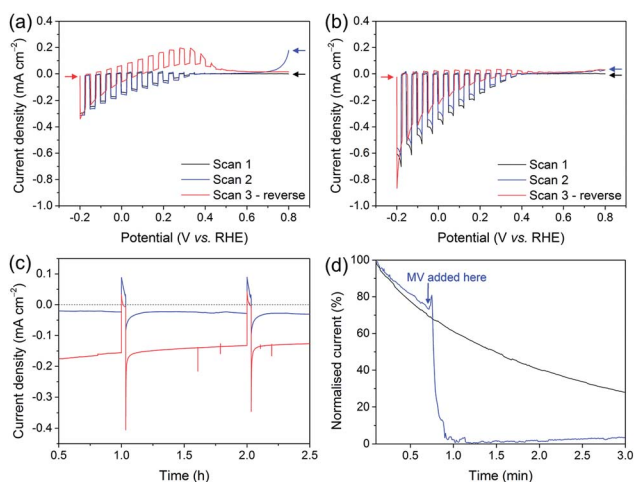 (a)
Current density (mA cm⁻²)
0.4
0.2
0.0
-0.2
-0.4
-0.6
-0.8
-1.0
Scan 1
Scan 2
Scan 3 - reverse
-0.2 0.0 0.2 0.4 0.6 0.8
Potential (V vs. RHE)
(b)
Current density (mA cm⁻²)
0.4
0.2
0.0
-0.2
-0.4
-0.6
-0.8
-1.0
Scan 1
Scan 2
Scan 3 - reverse
-0.2 0.0 0.2 0.4 0.6 0.8
Potential (V vs. RHE)
(c)
Current density (mA cm⁻²)
0.1
0.0
-0.1
-0.2
-0.3
-0.4
0.5 1.0 1.5 2.0 2.5
Time (h)
(d)
Normalised current (%)
100
80
60
40
20
0
MV added here
1.0 2.0 3.0
Time (min)